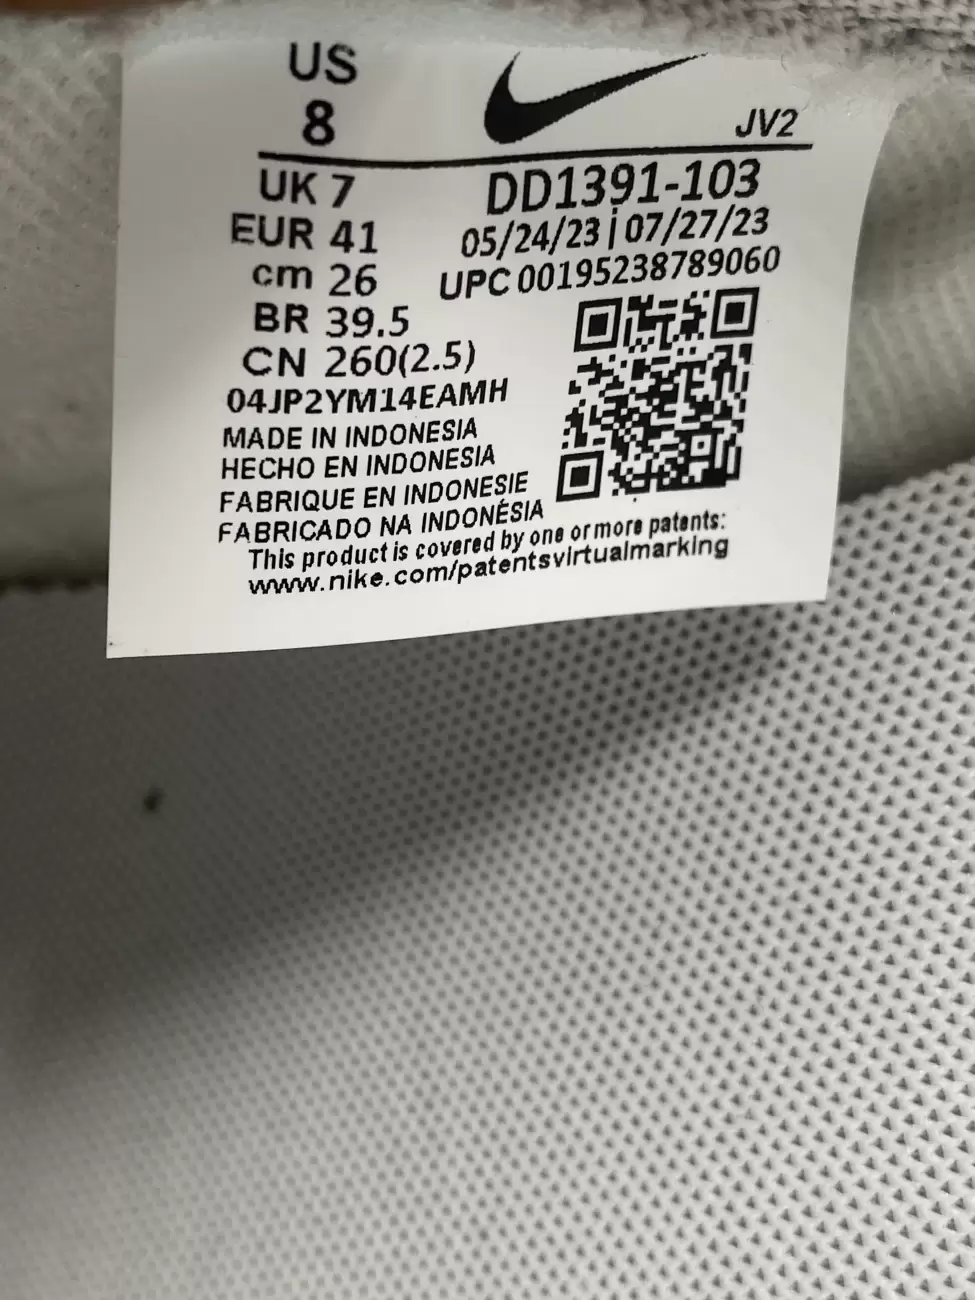 US
8
JV2
UK 7
DD1391-103
EUR 41
05/24/23 | 07/27/23
cm 26
UPC 00195238789060
BR 39.5
CN 260(2.5)
04JP2YM14EAMH
MADE IN INDONESIA
HECHO EN INDONESIA
FABRIQUE EN INDONESIE
FABRICADO NA INDONÉSIA
This product is covered by one or more patents:
www.nike.com/patentsvirtualmarking